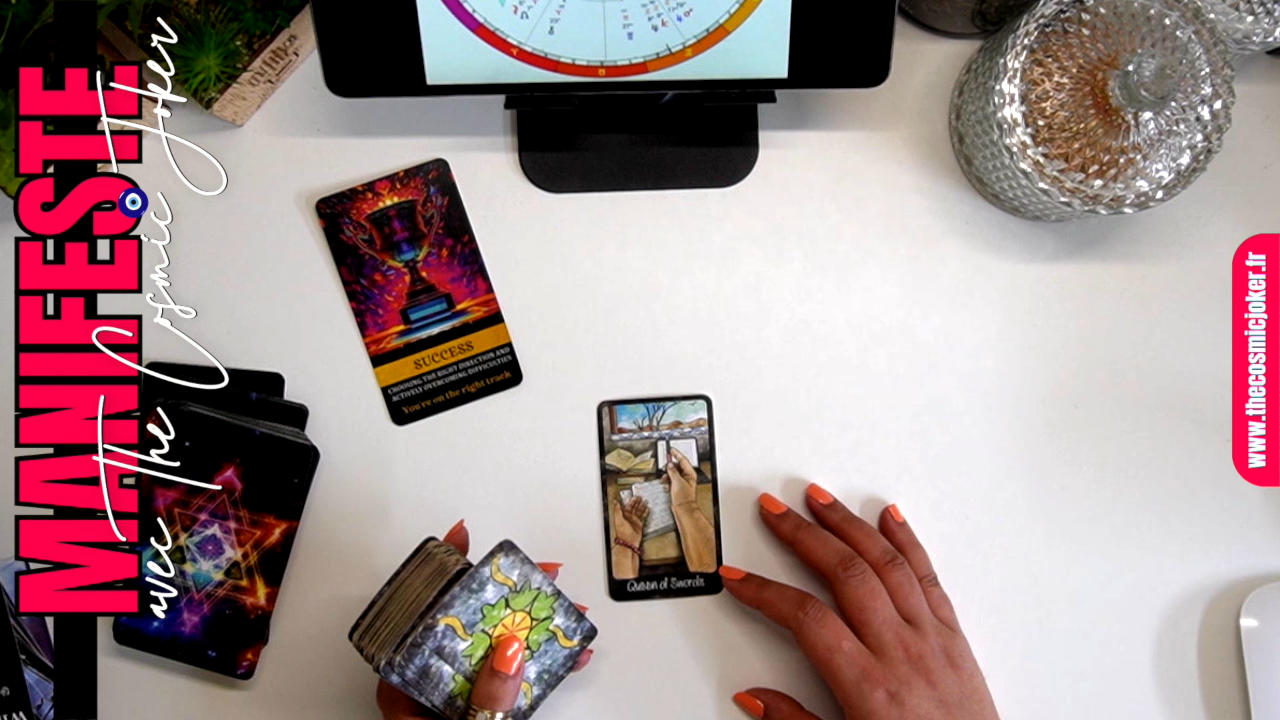 MANIFESTE
avec The Cosmic Joker
SUCCESS
CHOOSING THE RIGHT DIRECTION AND
ACTIVELY OVERCOMING DIFFICULTIES
You're on the right track
Queen of Swords
www.thecosmicjoker.fr